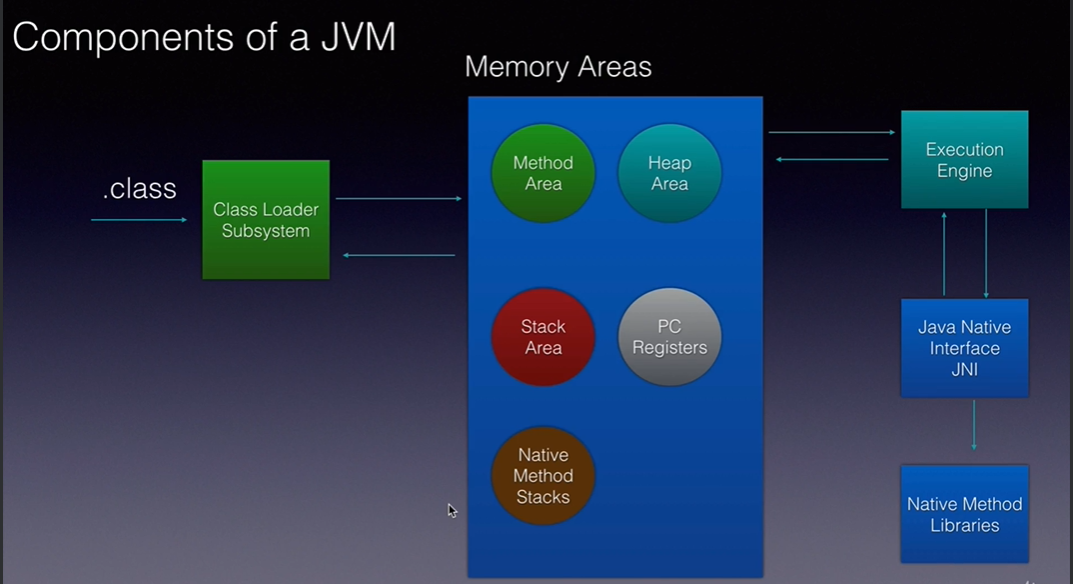 Components of a JVM
Memory Areas
.class
Class Loader
Subsystem
Method
Area
Heap
Area
Stack
Area
PC
Registers
Native
Method
Stacks
Execution
Engine
Java Native
Interface
JNI
Native Method
Libraries